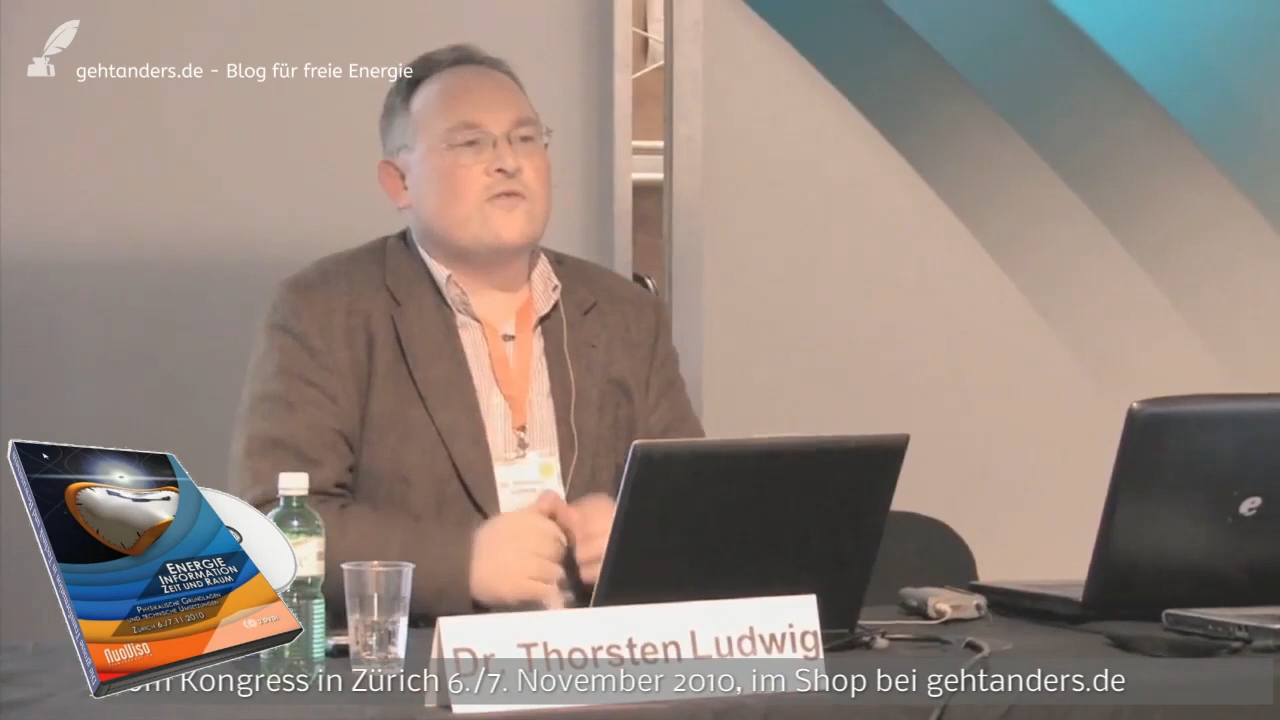 gehtanders.de - Blog für freie Energie
ENERGIE
INFORMATION
ZEIT UND RAUM
PHYSIKALISCHE GRUNDLAGEN
UND TECHNISCHE UMSETZUNGEN
ZÜRICH 6./7.11.2010
NuoViso
Dr. Thorsten Ludwig
Kongress in Zürich 6./7. November 2010, im Shop bei gehtanders.de
e